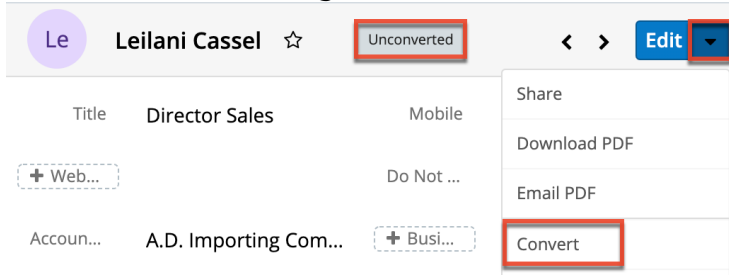 Le Leilani Cassel Unconverted Edit
Share
Title Director Sales Mobile
Download PDF
+ Web... Do Not ...
Email PDF
Accoun... A.D. Importing Com... + Busi...
Convert